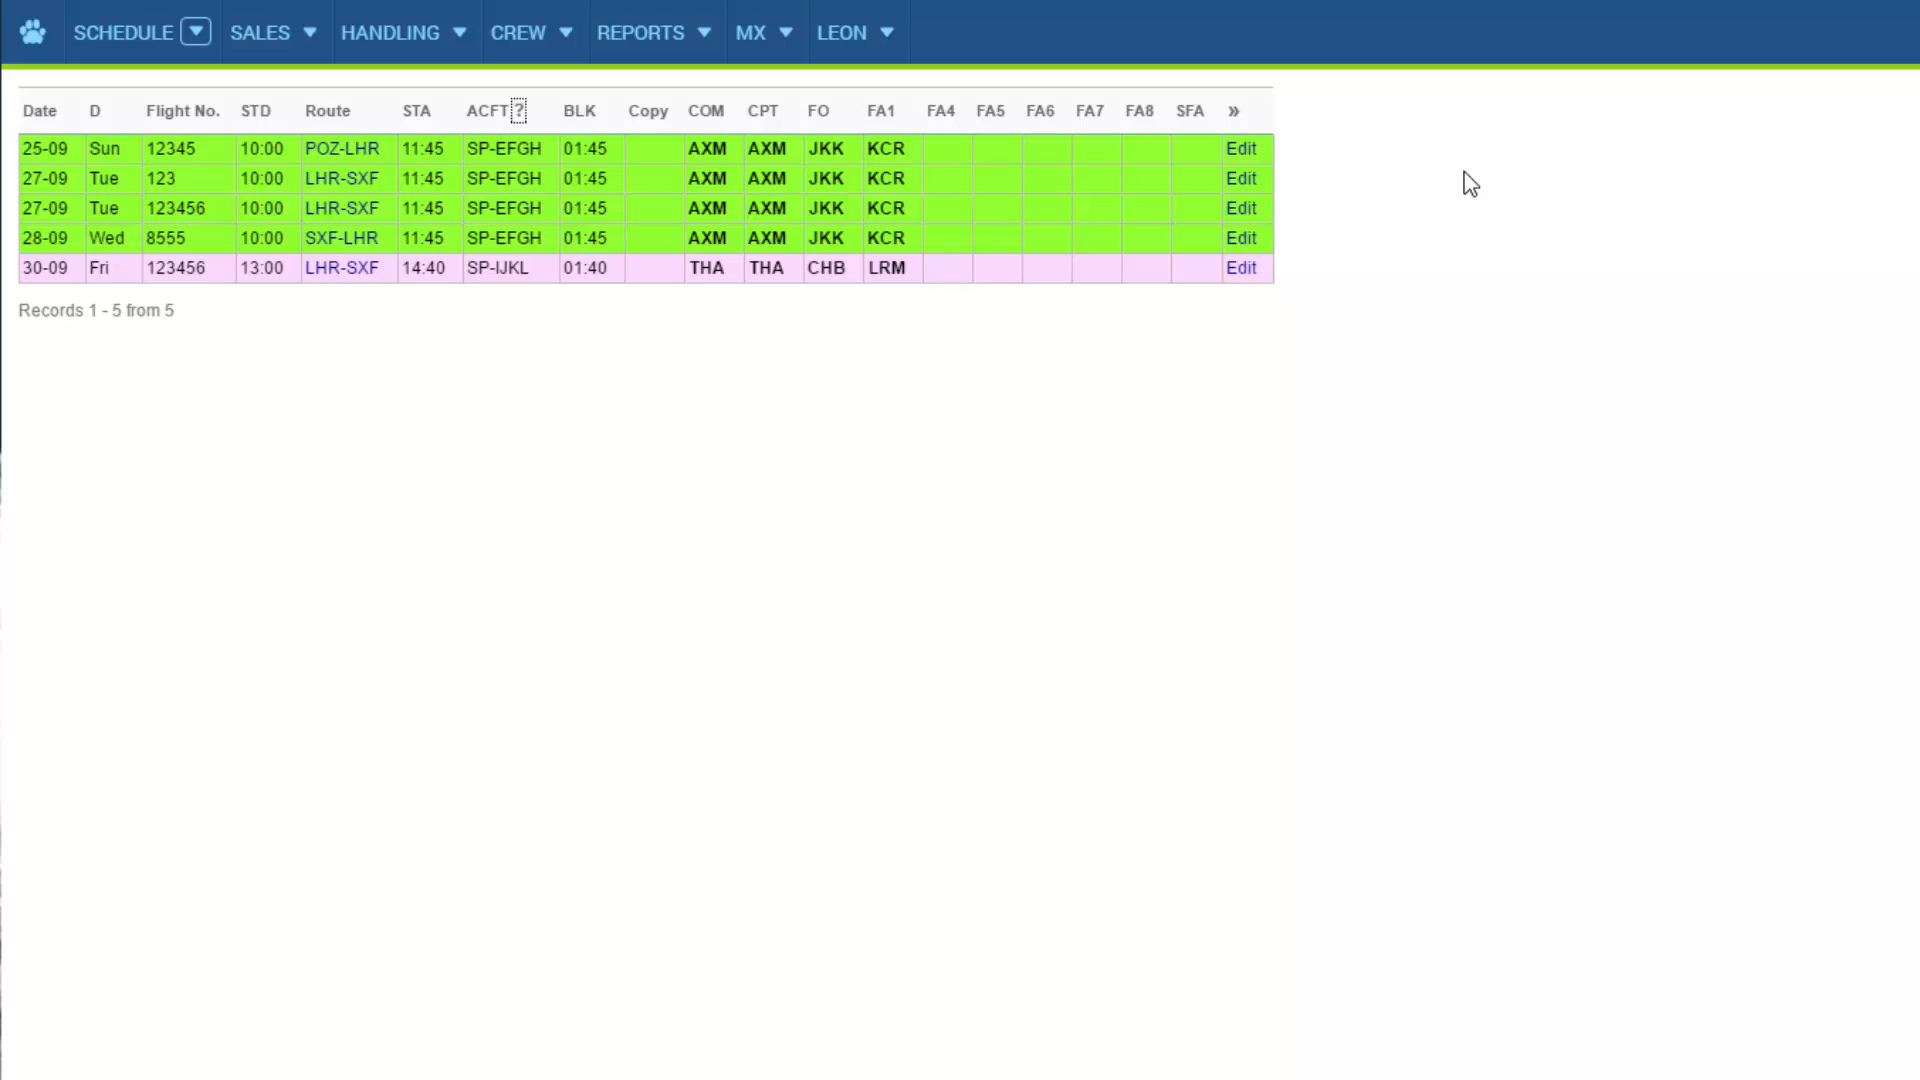 SCHEDULE SALES HANDLING CREW REPORTS MX LEON
Date D Flight No. STD Route STA ACFT? BLK Copy COM CPT FO FA1 FA4 FA5 FA6 FA7 FA8 SFA »
25-09 Sun 12345 10:00 POZ-LHR 11:45 SP-EFGH 01:45 AXM AXM JKK KCR Edit
27-09 Tue 123 10:00 LHR-SXF 11:45 SP-EFGH 01:45 AXM AXM JKK KCR Edit
27-09 Tue 123456 10:00 LHR-SXF 11:45 SP-EFGH 01:45 AXM AXM JKK KCR Edit
28-09 Wed 8555 10:00 SXF-LHR 11:45 SP-EFGH 01:45 AXM AXM JKK KCR Edit
30-09 Fri 123456 13:00 LHR-SXF 14:40 SP-IJKL 01:40 THA THA CHB LRM Edit
Records 1 - 5 from 5